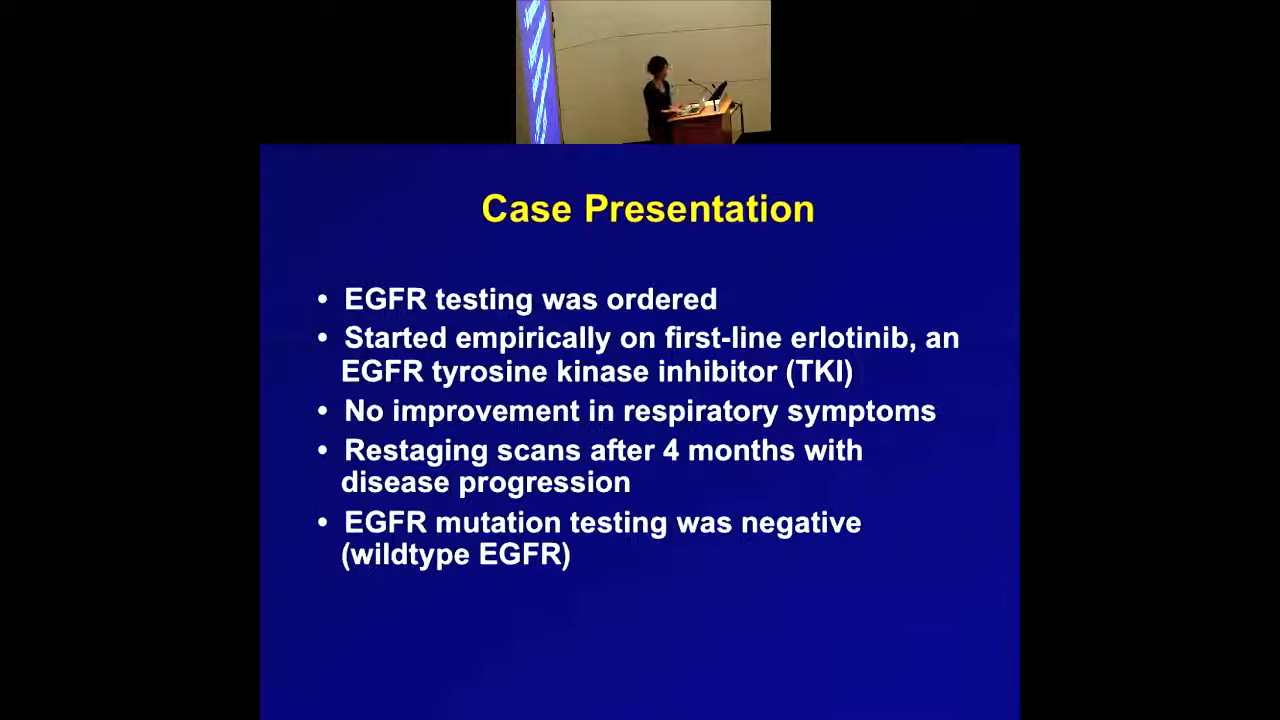 Case Presentation
• EGFR testing was ordered
• Started empirically on first-line erlotinib, an
EGFR tyrosine kinase inhibitor (TKI)
• No improvement in respiratory symptoms
• Restaging scans after 4 months with
disease progression
• EGFR mutation testing was negative
(wildtype EGFR)